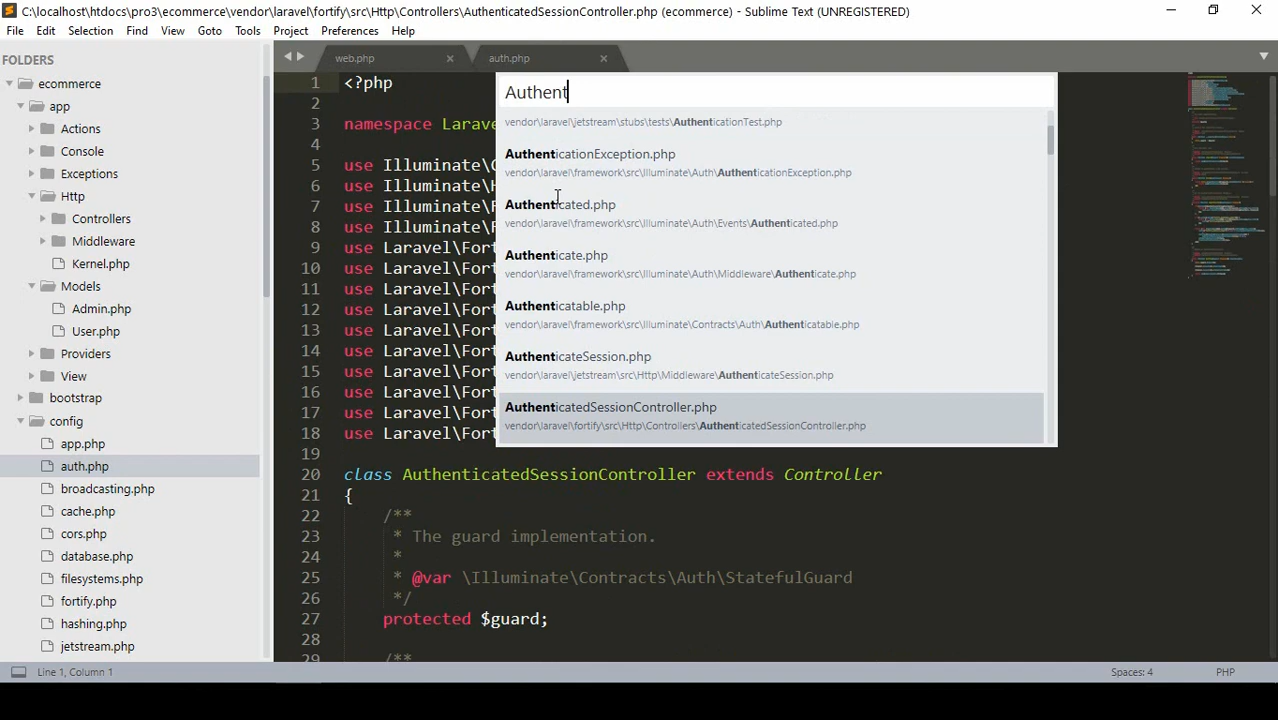 C:\localhost\htdocs\pro3\ecommerce\vendor\laravel\fortify\src\Http\Controllers\AuthenticatedSessionController.php (ecommerce) - Sublime Text (UNREGISTERED)
File Edit Selection Find View Goto Tools Project Preferences Help
FOLDERS
ecommerce
app
Actions
Console
Exceptions
Http
Controllers
Middleware
Kernel.php
Models
Admin.php
User.php
Providers
View
bootstrap
config
app.php
auth.php
broadcasting.php
cache.php
cors.php
database.php
filesystems.php
fortify.php
hashing.php
jetstream.php
web.php auth.php
Authent
vendor\laravel\jetstream\stubs\tests\AuthenticationTest.php
AuthenticationException.php
vendor\laravel\framework\src\Illuminate\Auth\AuthenticationException.php
Authenticated.php
vendor\laravel\framework\src\Illuminate\Auth\Events\Authenticated.php
Authenticate.php
vendor\laravel\framework\src\Illuminate\Auth\Middleware\Authenticate.php
Authenticatable.php
vendor\laravel\framework\src\Illuminate\Contracts\Auth\Authenticatable.php
AuthenticateSession.php
vendor\laravel\jetstream\src\Http\Middleware\AuthenticateSession.php
AuthenticatedSessionController.php
vendor\laravel\fortify\src\Http\Controllers\AuthenticatedSessionController.php
1 <?php
2
3 namespace Larave
4
5 use Illuminate\C
6 use Illuminate\H
7 use Illuminate\F
8 use Illuminate\F
9 use Laravel\Fort
10 use Laravel\Fort
11 use Laravel\Fort
12 use Laravel\Fort
13 use Laravel\Fort
14 use Laravel\Fort
15 use Laravel\Fort
16 use Laravel\Fort
17 use Laravel\Fort
18 use Laravel\Fort
19
20 class AuthenticatedSessionController extends Controller
21 {
22 /**
23 * The guard implementation.
24 *
25 * @var \Illuminate\Contracts\Auth\StatefulGuard
26 */
27 protected $guard;
28
29 /**
Line 1, Column 1
Spaces: 4
PHP